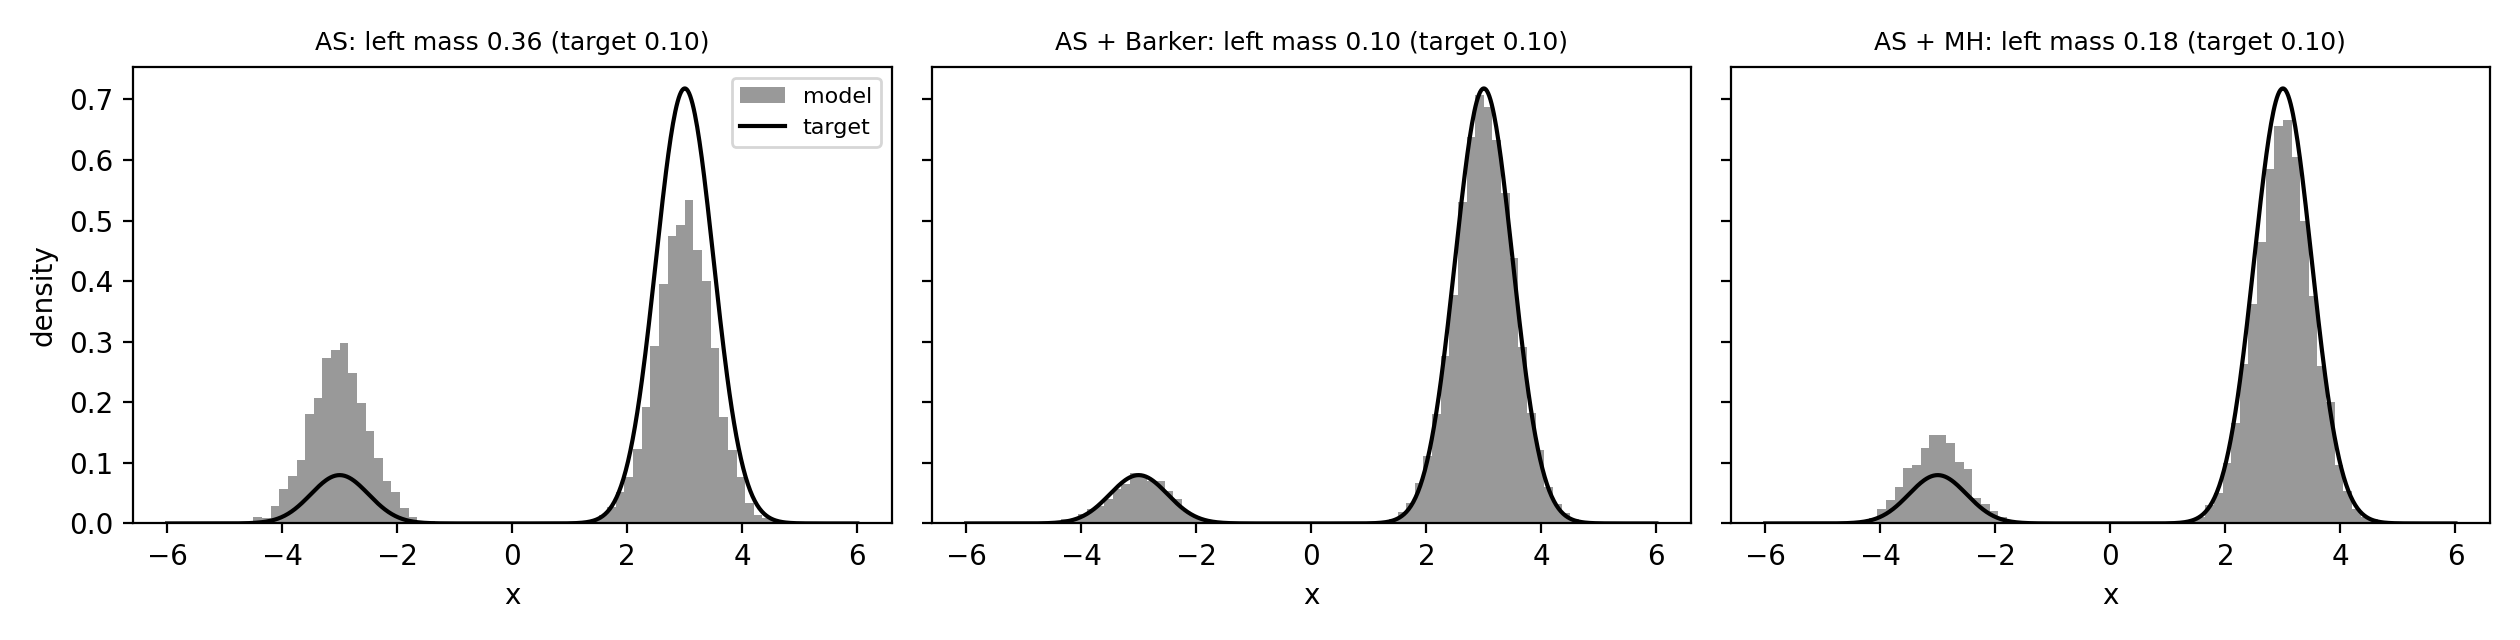 AS: left mass 0.36 (target 0.10)
AS + Barker: left mass 0.10 (target 0.10)
AS + MH: left mass 0.18 (target 0.10)
model
target
density
0.7
0.6
0.5
0.4
0.3
0.2
0.1
0.0
−6 −4 −2 0 2 4 6
−6 −4 −2 0 2 4 6
−6 −4 −2 0 2 4 6
x
x
x